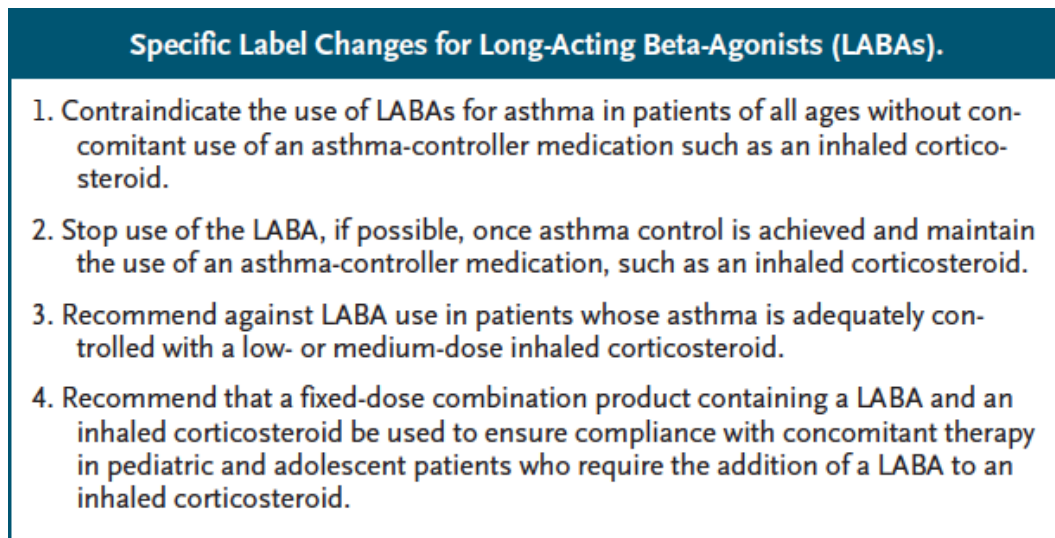 Specific Label Changes for Long-Acting Beta-Agonists (LABAs).
1. Contraindicate the use of LABAs for asthma in patients of all ages without con-
comitant use of an asthma-controller medication such as an inhaled cortico-
steroid.
2. Stop use of the LABA, if possible, once asthma control is achieved and maintain
the use of an asthma-controller medication, such as an inhaled corticosteroid.
3. Recommend against LABA use in patients whose asthma is adequately con-
trolled with a low- or medium-dose inhaled corticosteroid.
4. Recommend that a fixed-dose combination product containing a LABA and an
inhaled corticosteroid be used to ensure compliance with concomitant therapy
in pediatric and adolescent patients who require the addition of a LABA to an
inhaled corticosteroid.